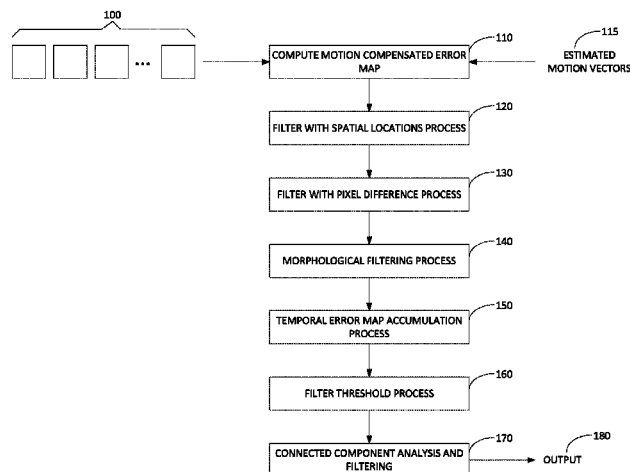 100
110
115
COMPUTE MOTION COMPENSATED ERROR
MAP
ESTIMATED
MOTION VECTORS
120
FILTER WITH SPATIAL LOCATIONS PROCESS
130
FILTER WITH PIXEL DIFFERENCE PROCESS
140
MORPHOLOGICAL FILTERING PROCESS
150
TEMPORAL ERROR MAP ACCUMULATION
PROCESS
160
FILTER THRESHOLD PROCESS
170
180
CONNECTED COMPONENT ANALYSIS AND
FILTERING
OUTPUT